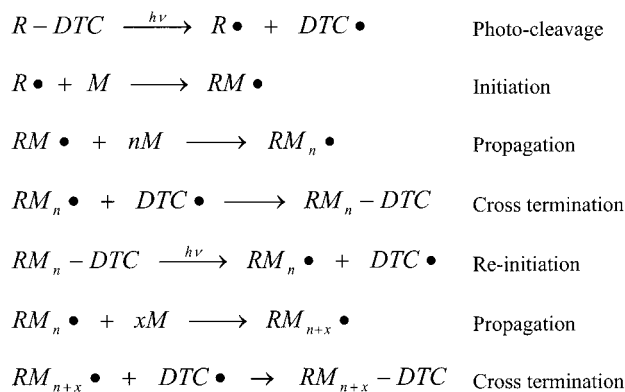 R − DTC —hν→ R • + DTC • Photo-cleavage
R • + M ⟶ RM • Initiation
RM • + nM ⟶ RMₙ • Propagation
RMₙ • + DTC • ⟶ RMₙ − DTC Cross termination
RMₙ − DTC —hν→ RMₙ • + DTC • Re-initiation
RMₙ • + xM ⟶ RMₙ₊ₓ • Propagation
RMₙ₊ₓ • + DTC • → RMₙ₊ₓ − DTC Cross termination